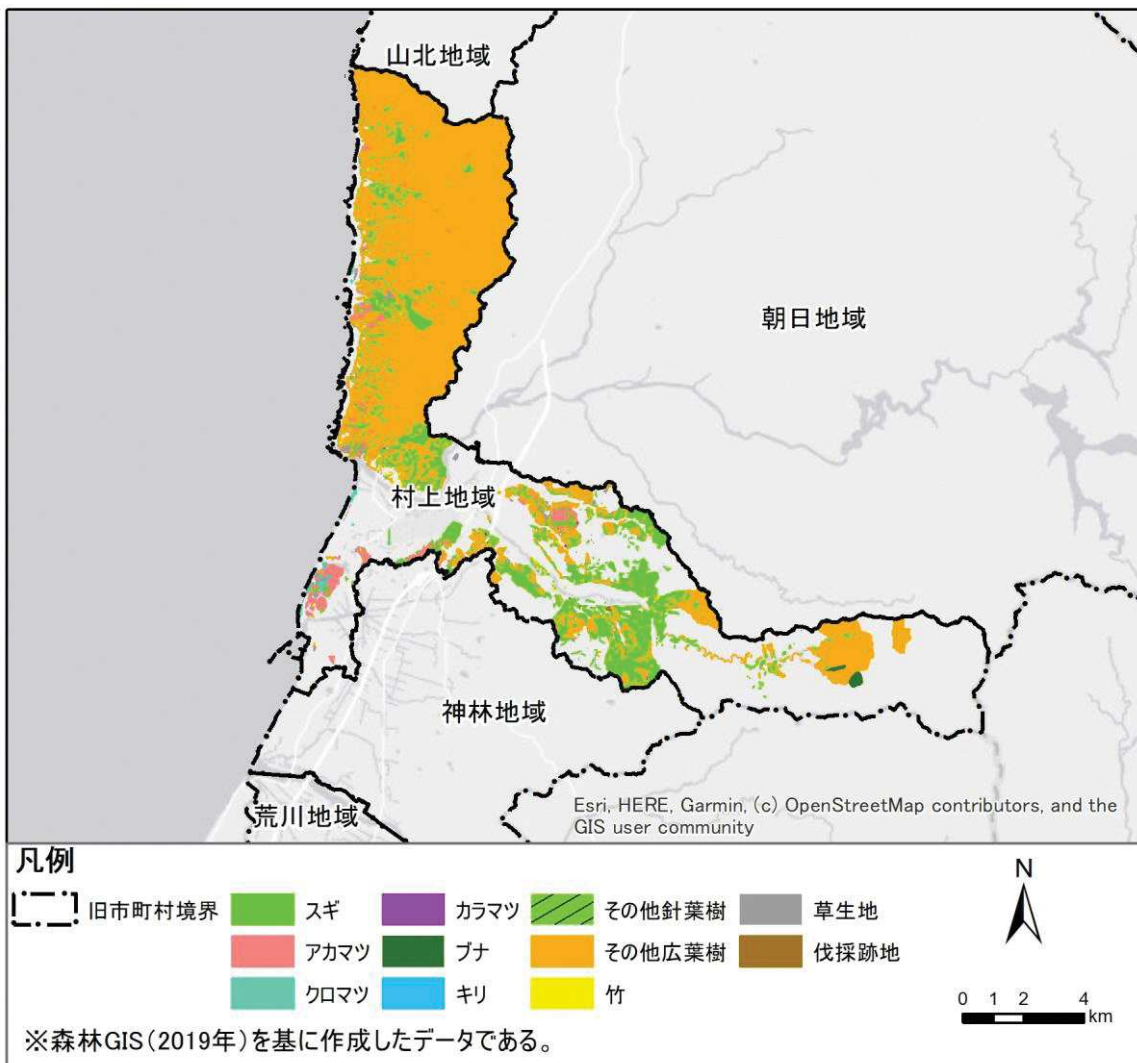 山北地域
朝日地域
村上地域
神林地域
荒川地域
Esri, HERE, Garmin, (c) OpenStreetMap contributors, and the
GIS user community
凡例
旧市町村境界
スギ
カラマツ
その他針葉樹
草生地
アカマツ
ブナ
その他広葉樹
伐採跡地
クロマツ
キリ
竹
N
0 1 2 4
km
※森林GIS(2019年)を基に作成したデータである。